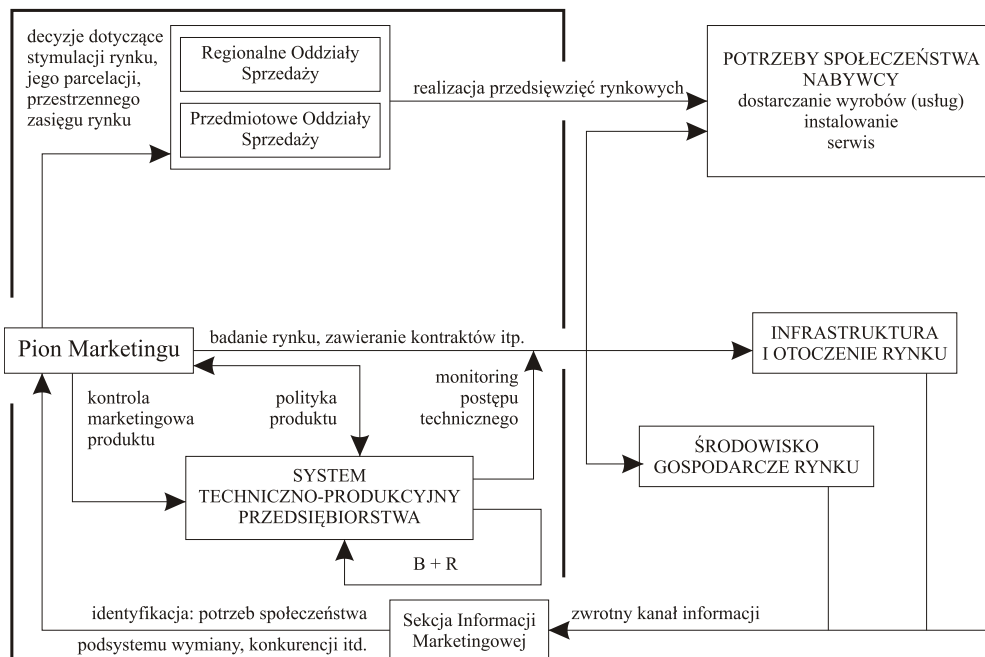 decyzje dotyczące
stymulacji rynku,
jego parcelacji,
przestrzennego
zasięgu rynku
Regionalne Oddziały
Sprzedaży
Przedmiotowe Oddziały
Sprzedaży
realizacja przedsięwzięć rynkowych
POTRZEBY SPOŁECZEŃSTWA
NABYWCY
dostarczanie wyrobów (usług)
instalowanie
serwis
Pion Marketingu
badanie rynku, zawieranie kontraktów itp.
INFRASTRUKTURA
I OTOCZENIE RYNKU
kontrola
marketingowa
produktu
polityka
produktu
monitoring
postępu
technicznego
ŚRODOWISKO
GOSPODARCZE RYNKU
SYSTEM
TECHNICZNO-PRODUKCYJNY
PRZEDSIĘBIORSTWA
B + R
identyfikacja: potrzeb społeczeństwa
podsystemu wymiany, konkurencji itd.
Sekcja Informacji
Marketingowej
zwrotny kanał informacji